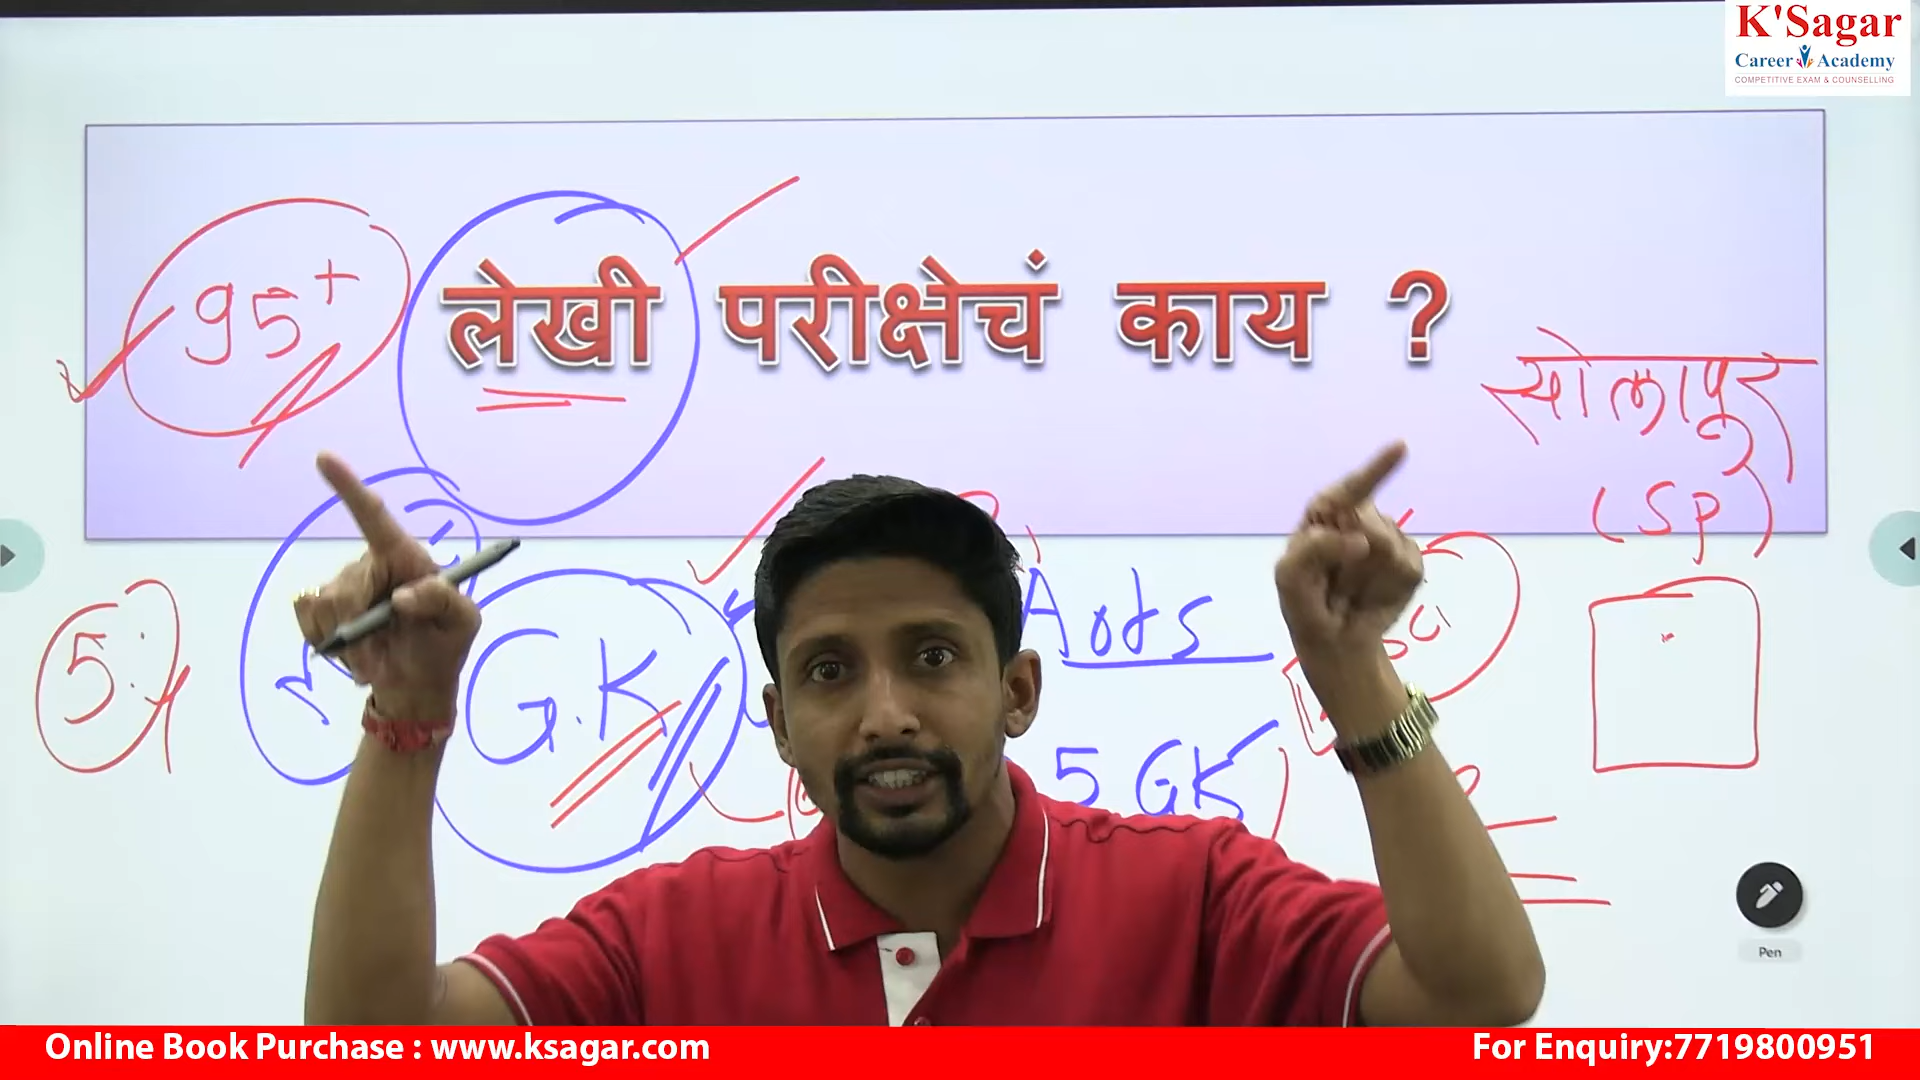 K'Sagar
Career Academy
COMPETITIVE EXAM & COUNSELLING
95+
लेखी परीक्षेचं काय ?
सोलापूर
(SP)
5
G.K
Arts
5 GK
Pen
Online Book Purchase : www.ksagar.com
For Enquiry:7719800951